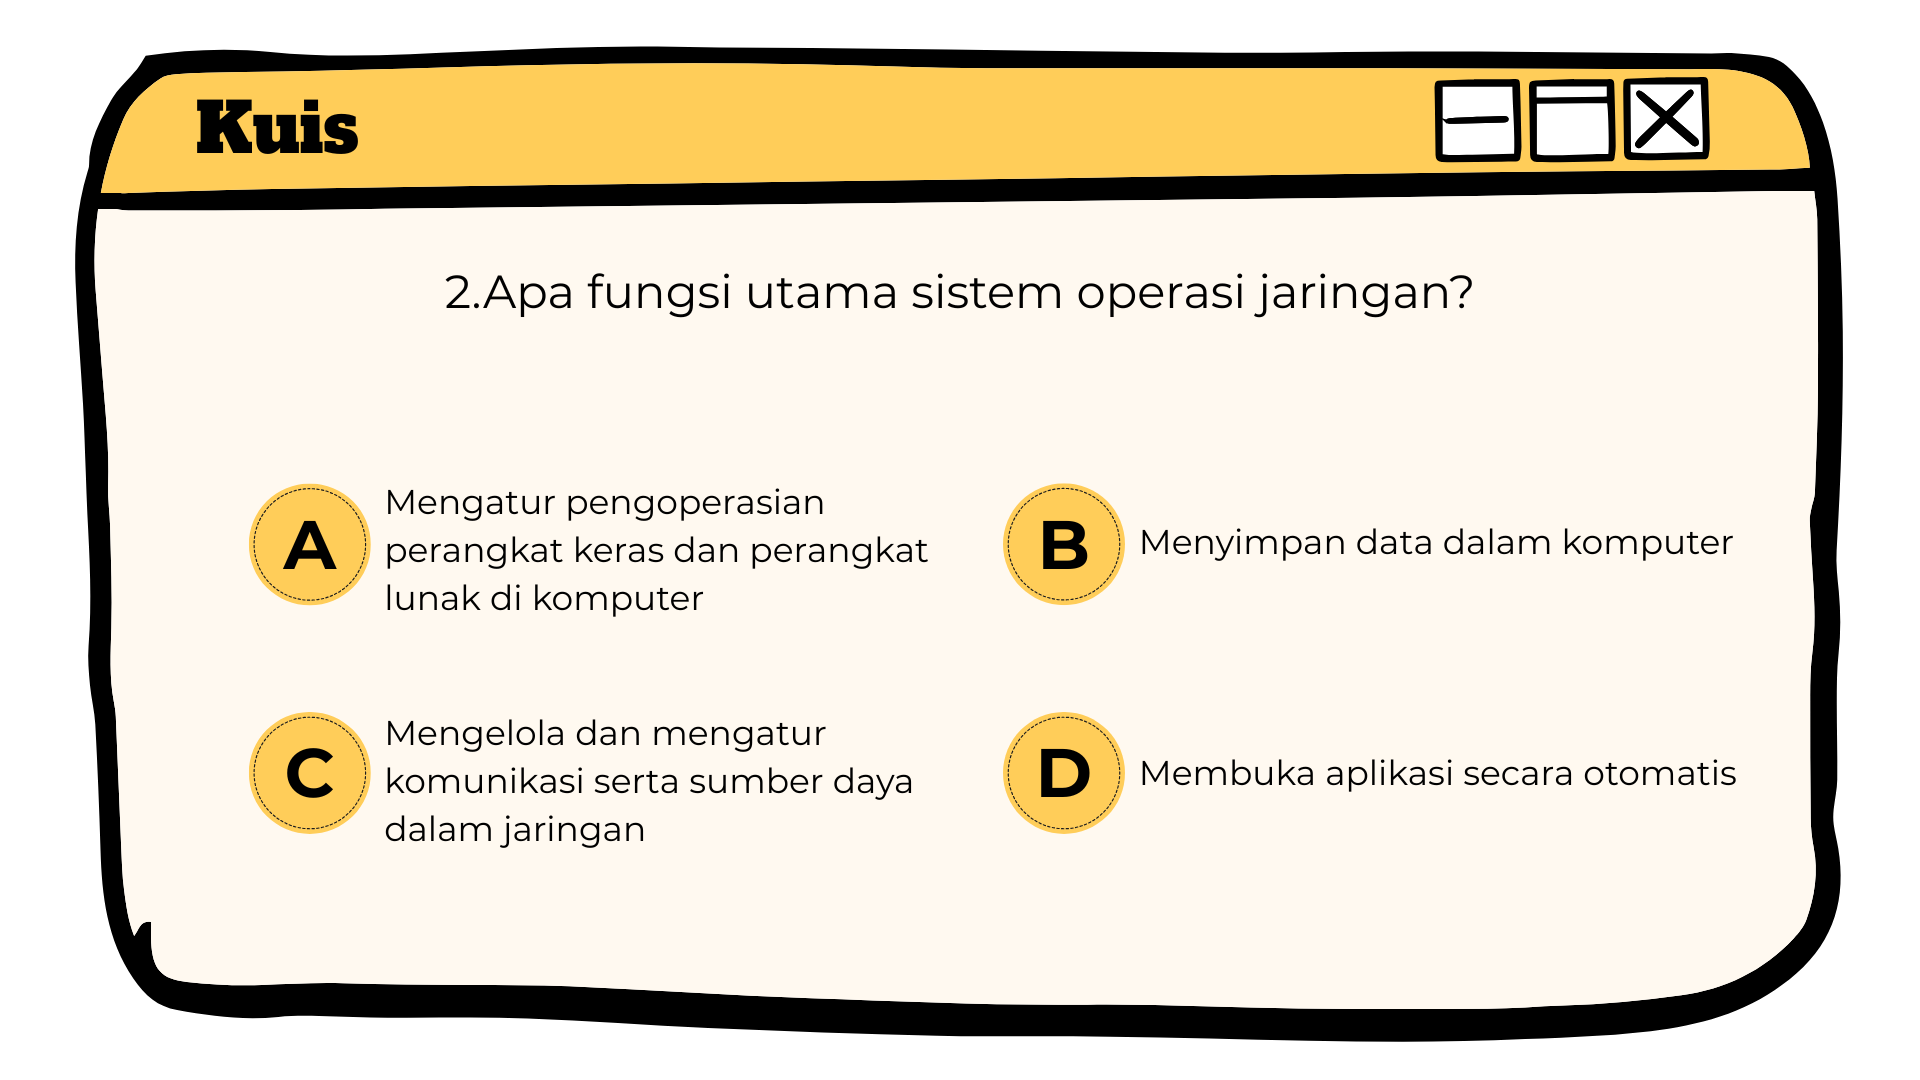 Kuis
2.Apa fungsi utama sistem operasi jaringan?
A
Mengatur pengoperasian
perangkat keras dan perangkat
lunak di komputer
B
Menyimpan data dalam komputer
C
Mengelola dan mengatur
komunikasi serta sumber daya
dalam jaringan
D
Membuka aplikasi secara otomatis